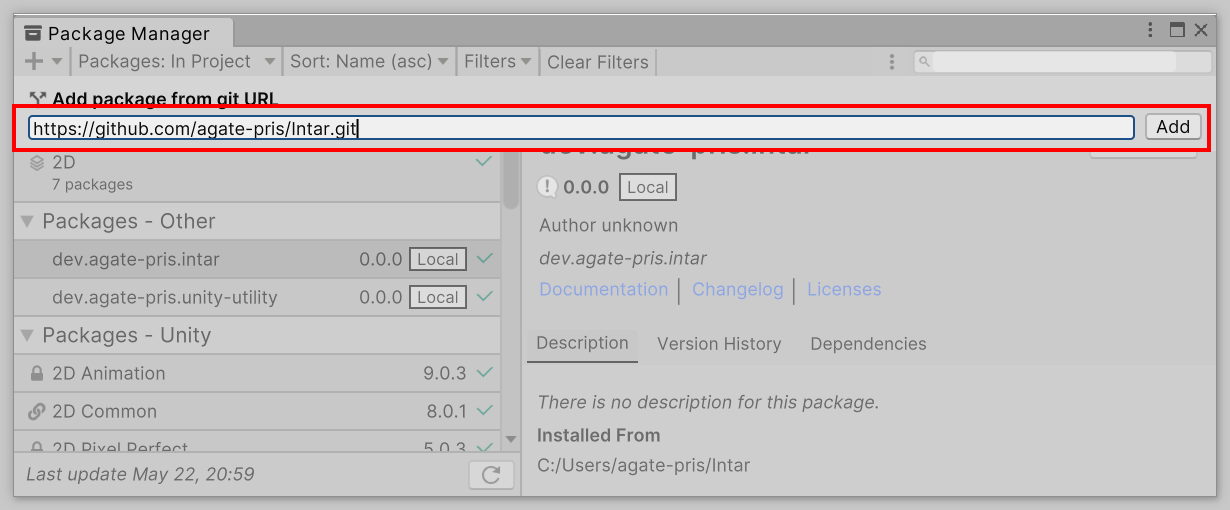 Package Manager
Packages: In Project Sort: Name (asc) Filters Clear Filters
Add package from git URL
https://github.com/agate-pris/Intar.git Add
2D
7 packages
Packages - Other
dev.agate-pris.intar 0.0.0 Local
dev.agate-pris.unity-utility 0.0.0 Local
Packages - Unity
2D Animation 9.0.3
2D Common 8.0.1
2D Pixel Perfect 5.0.3
Last update May 22, 20:59
dev.agate-pris.intar
0.0.0 Local
Author unknown
dev.agate-pris.intar
Documentation Changelog Licenses
Description Version History Dependencies
There is no description for this package.
Installed From
C:/Users/agate-pris/Intar